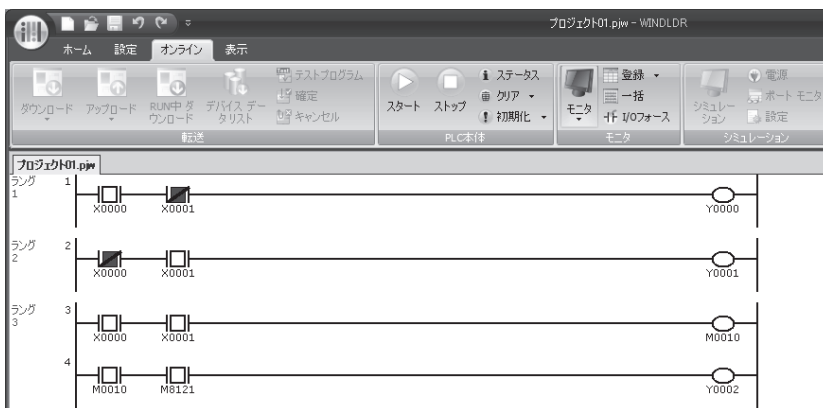 プロジェクト01.pjw - WINDLDR
ホーム 設定 オンライン 表示
ダウンロード
アップロード
RUN中 ダウンロード
デバイス データリスト
テストプログラム
確定
キャンセル
転送
スタート
ストップ
ステータス
クリア
初期化
PLC本体
モニタ
登録
一括
I/Oフォース
モニタ
シミュレーション
電源
ポート モニタ
設定
シミュレーション
プロジェクト01.pjw
ラング 1
1
X0000 X0001 Y0000
ラング 2
2
X0000 X0001 Y0001
ラング 3
3
X0000 X0001 M0010
4
M0010 M8121 Y0002